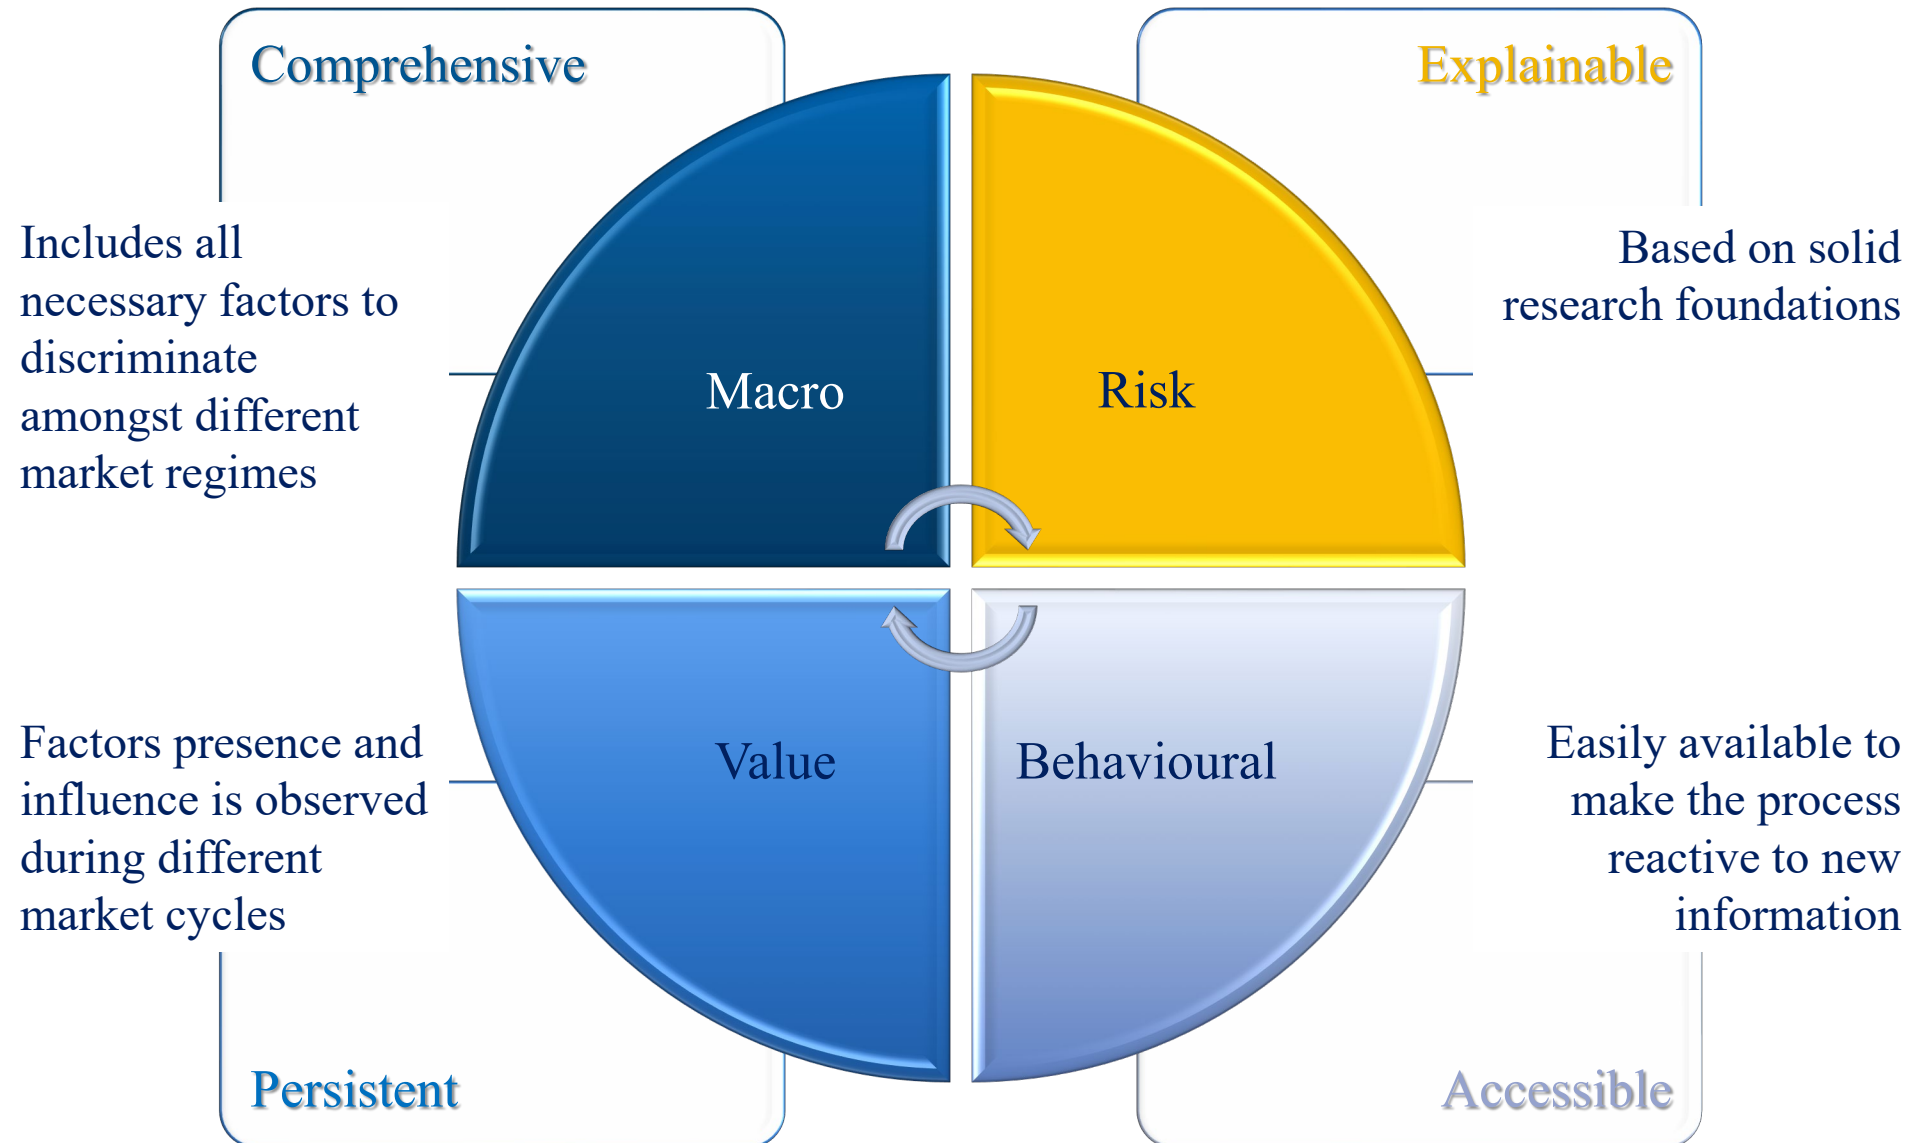 Comprehensive
Explainable
Includes all
necessary factors to
discriminate
amongst different
market regimes
Based on solid
research foundations
Macro
Risk
Value
Behavioural
Factors presence and
influence is observed
during different
market cycles
Easily available to
make the process
reactive to new
information
Persistent
Accessible